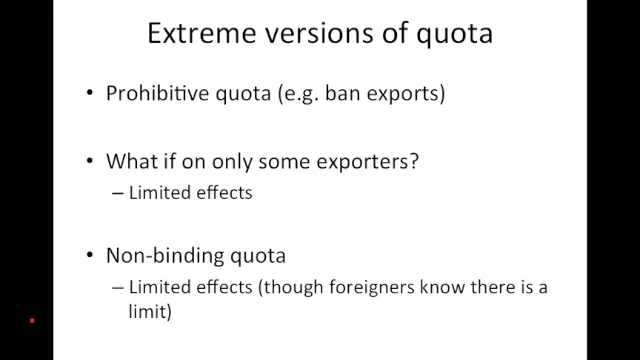 Extreme versions of quota
• Prohibitive quota (e.g. ban exports)
• What if on only some exporters?
– Limited effects
• Non-binding quota
– Limited effects (though foreigners know there is a
limit)